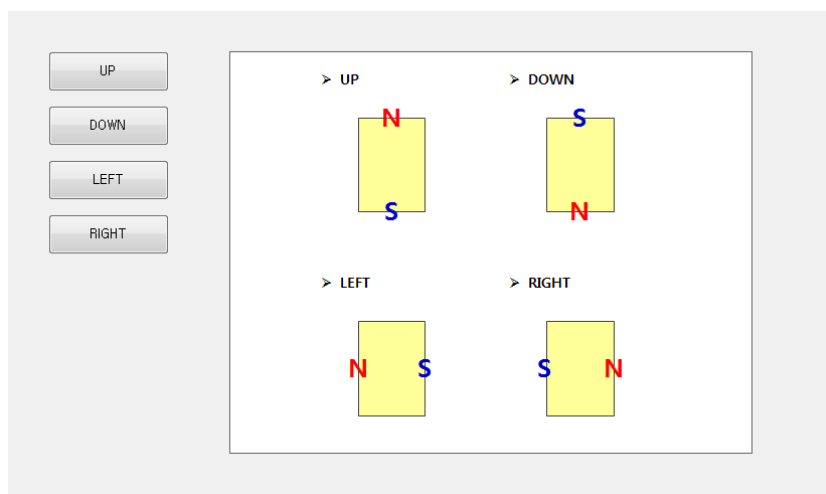 UP
DOWN
LEFT
RIGHT
➢ UP
N
S
➢ DOWN
S
N
➢ LEFT
N S
➢ RIGHT
S N